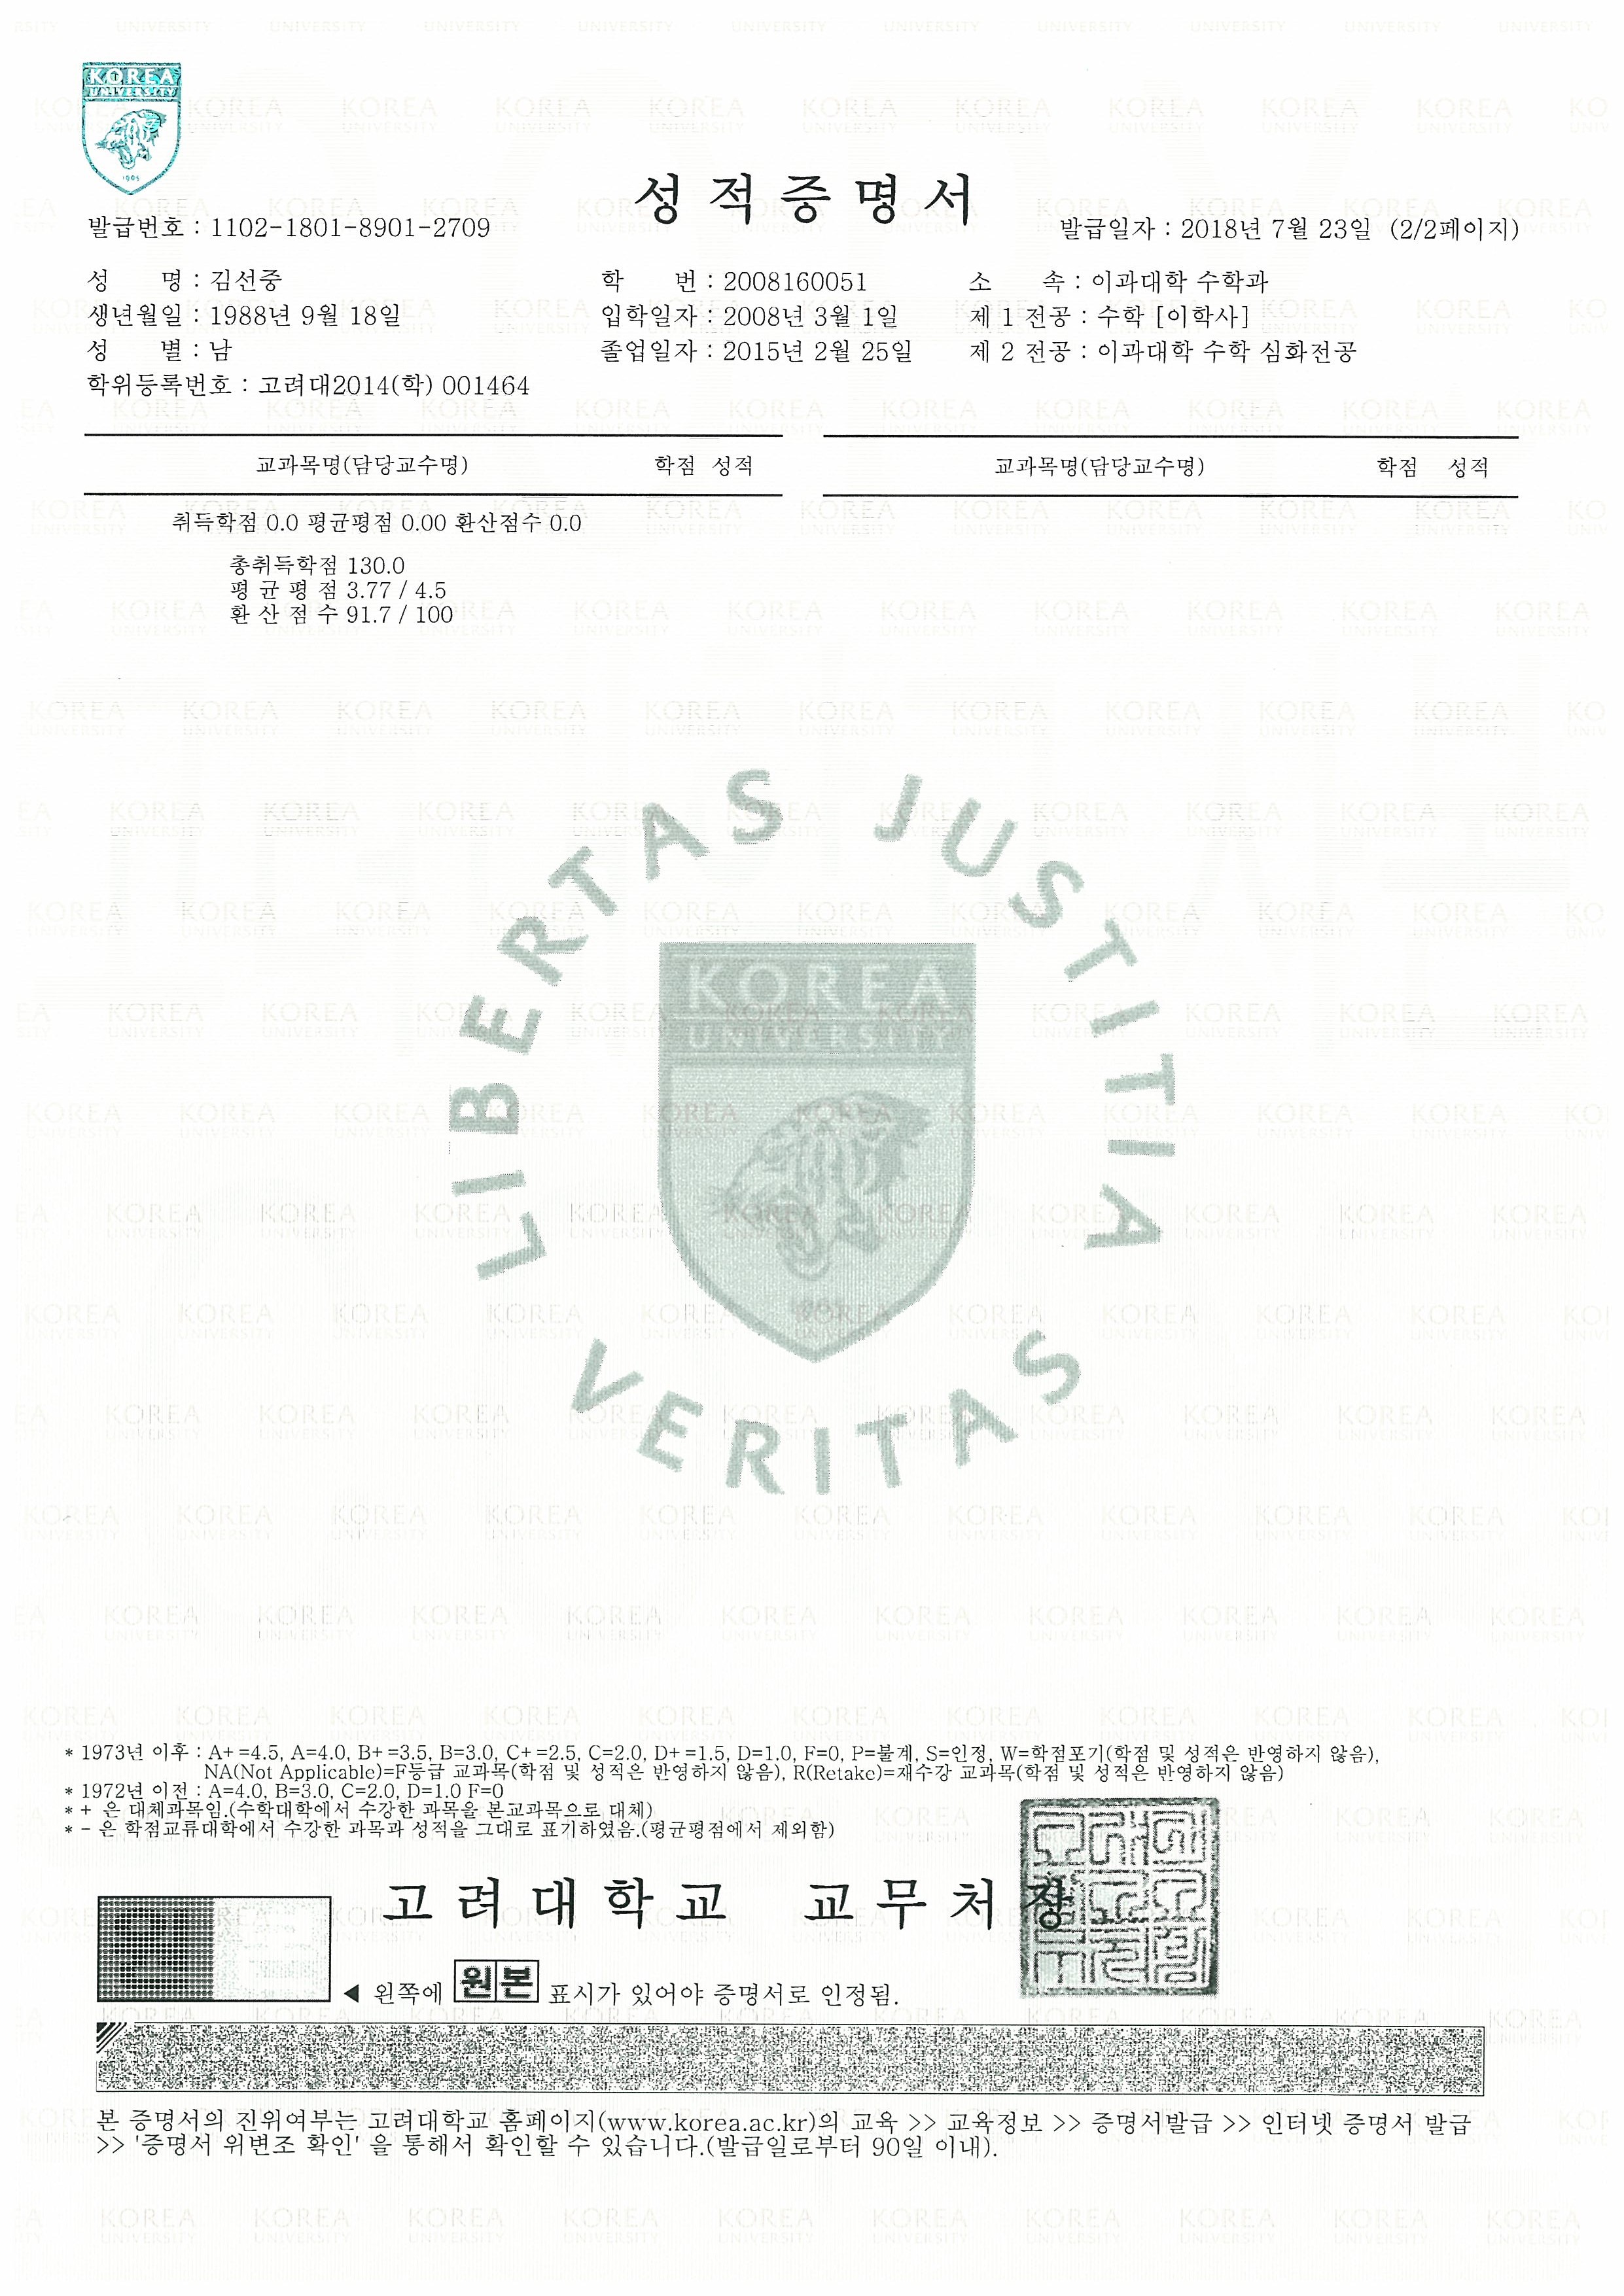 KOREA
UNIVERSITY
1905
성적증명서
발급번호 : 1102-1801-8901-2709
발급일자 : 2018년 7월 23일 (2/2페이지)
성 명 : 김선중 학 번 : 2008160051 소 속 : 이과대학 수학과
생년월일 : 1988년 9월 18일 입학일자 : 2008년 3월 1일 제 1 전공 : 수학 [이학사]
성 별 : 남 졸업일자 : 2015년 2월 25일 제 2 전공 : 이과대학 수학 심화전공
학위등록번호 : 고려대2014(학) 001464
교과목명(담당교수명) 학점 성적 교과목명(담당교수명) 학점 성적
취득학점 0.0 평균평점 0.00 환산점수 0.0
총취득학점 130.0
평 균 평 점 3.77 / 4.5
환 산 점 수 91.7 / 100
LIBERTAS JUSTITIA VERITAS
KOREA
UNIVERSITY
* 1973년 이후 : A+=4.5, A=4.0, B+=3.5, B=3.0, C+=2.5, C=2.0, D+=1.5, D=1.0, F=0, P=불계, S=인정, W=학점포기(학점 및 성적은 반영하지 않음),
NA(Not Applicable)=F등급 교과목(학점 및 성적은 반영하지 않음), R(Retake)=재수강 교과목(학점 및 성적은 반영하지 않음)
* 1972년 이전 : A=4.0, B=3.0, C=2.0, D=1.0 F=0
* + 은 대체과목임.(수학대학에서 수강한 과목을 본교과목으로 대체)
* - 은 학점교류대학에서 수강한 과목과 성적을 그대로 표기하였음.(평균평점에서 제외함)
고려대학교 교무처장
◀ 왼쪽에 원본 표시가 있어야 증명서로 인정됨.
본 증명서의 진위여부는 고려대학교 홈페이지(www.korea.ac.kr)의 교육 >> 교육정보 >> 증명서발급 >> 인터넷 증명서 발급
>> '증명서 위변조 확인' 을 통해서 확인할 수 있습니다.(발급일로부터 90일 이내).